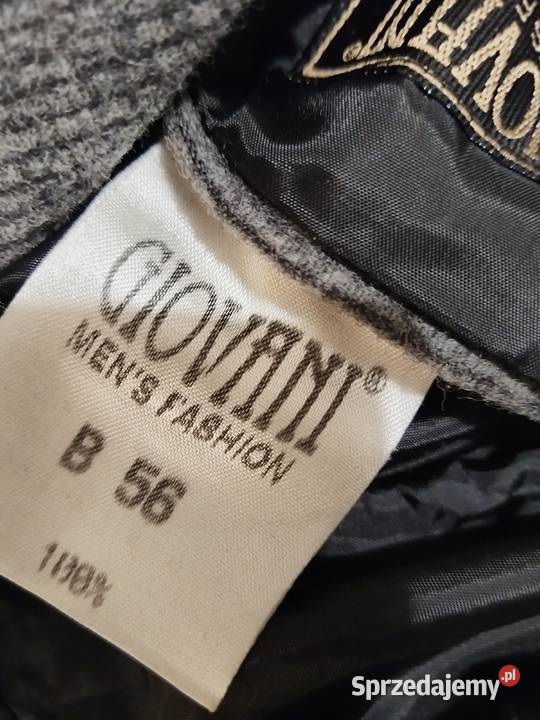 GIOVANI®
MEN'S FASHION
B 56
100%
Sprzedajemy.pl